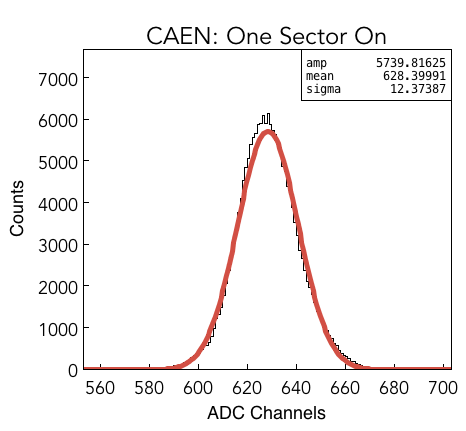 CAEN: One Sector On
amp 5739.81625
mean 628.39991
sigma 12.37387
7000
6000
5000
4000
3000
2000
1000
0
Counts
560 580 600 620 640 660 680 700
ADC Channels